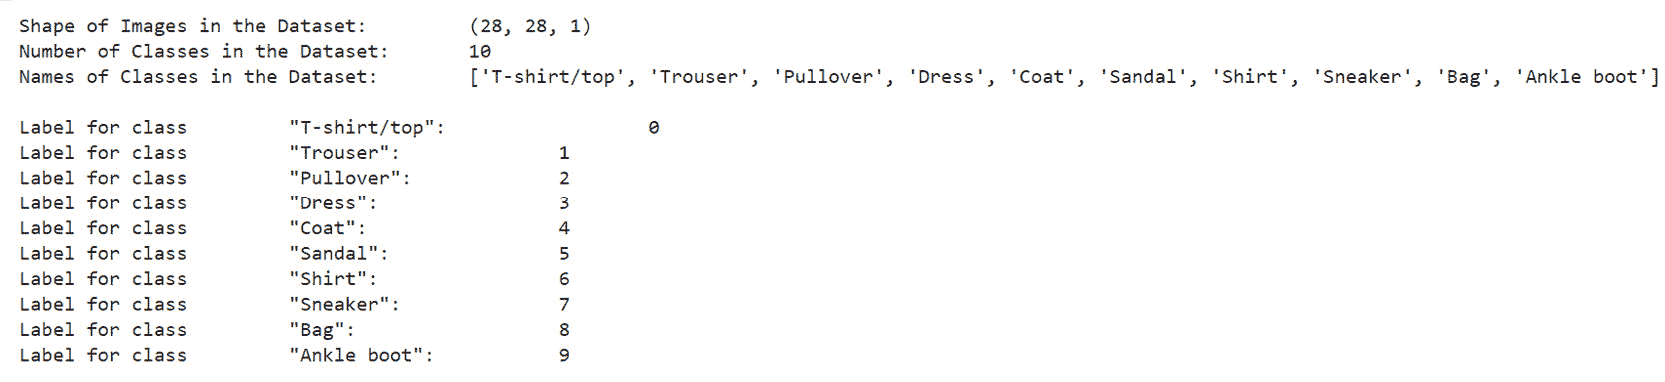 Shape of Images in the Dataset: (28, 28, 1)
Number of Classes in the Dataset: 10
Names of Classes in the Dataset: ['T-shirt/top', 'Trouser', 'Pullover', 'Dress', 'Coat', 'Sandal', 'Shirt', 'Sneaker', 'Bag', 'Ankle boot']
Label for class "T-shirt/top": 0
Label for class "Trouser": 1
Label for class "Pullover": 2
Label for class "Dress": 3
Label for class "Coat": 4
Label for class "Sandal": 5
Label for class "Shirt": 6
Label for class "Sneaker": 7
Label for class "Bag": 8
Label for class "Ankle boot": 9